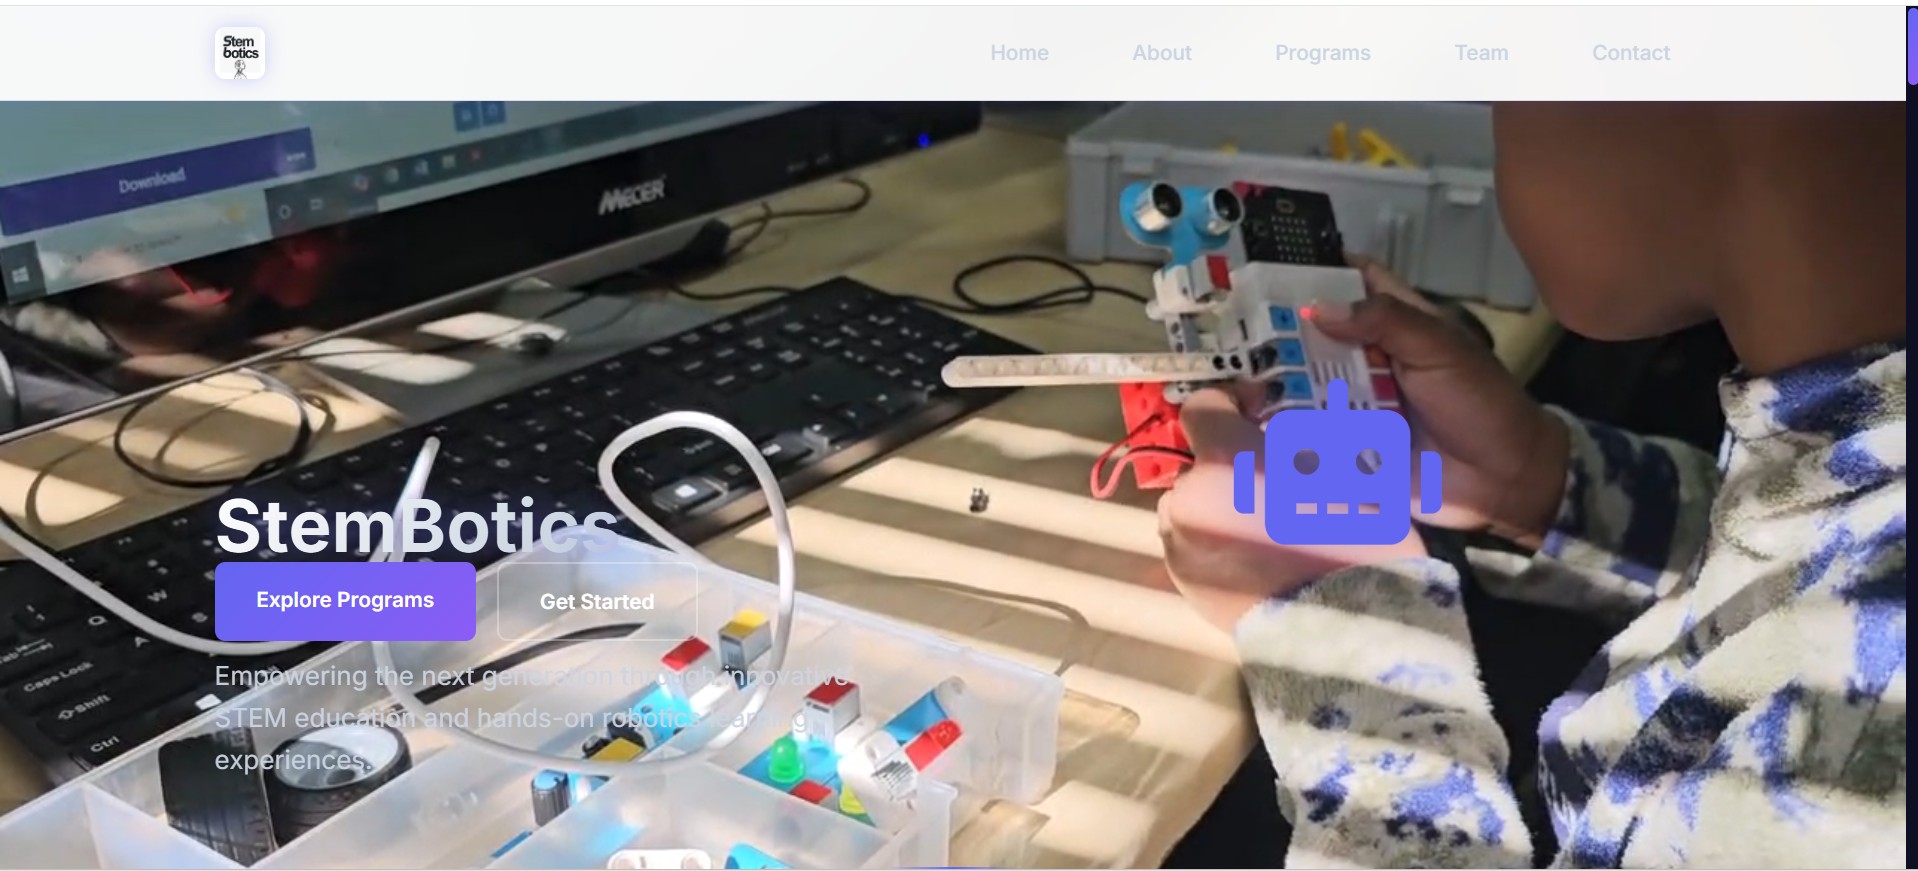 Stem
botics
Home
About
Programs
Team
Contact
Download
MECER
StemBotics
Explore Programs
Get Started
Empowering the next generation through innovative
STEM education and hands-on robotics learning
experiences.
Caps Lock
Shift
Ctrl
Tab
Q
W
A
S